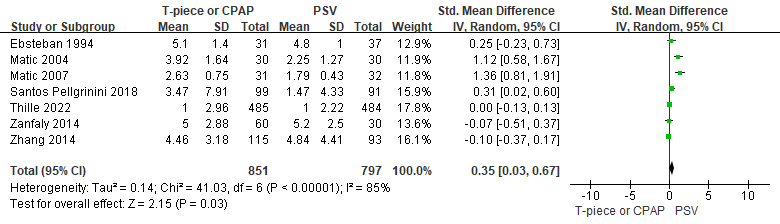 T-piece or CPAP PSV Std. Mean Difference Std. Mean Difference
Study or Subgroup Mean SD Total Mean SD Total Weight IV, Random, 95% CI IV, Random, 95% CI
Ebsteban 1994 5.1 1.4 31 4.8 1 37 12.9% 0.25 [-0.23, 0.73]
Matic 2004 3.92 1.64 30 2.25 1.27 30 11.9% 1.12 [0.58, 1.67]
Matic 2007 2.63 0.75 31 1.79 0.43 32 11.9% 1.36 [0.81, 1.91]
Santos Pellgrinini 2018 3.47 7.91 99 1.47 4.33 91 15.9% 0.31 [0.02, 0.60]
Thille 2022 1 2.96 485 1 2.22 484 17.9% 0.00 [-0.13, 0.13]
Zanfaly 2014 5 2.88 60 5.2 2.5 30 13.4% -0.07 [-0.51, 0.37]
Zhang 2014 4.46 3.18 115 4.84 4.41 93 16.1% -0.10 [-0.37, 0.17]
Total (95% CI) 851 797 100.0% 0.35 [0.03, 0.67]
Heterogeneity: Tau² = 0.14; Chi² = 41.03, df = 6 (P < 0.00001); I² = 85%
Test for overall effect: Z = 2.15 (P = 0.03)
-10 -5 0 5 10
T-piece or CPAP PSV